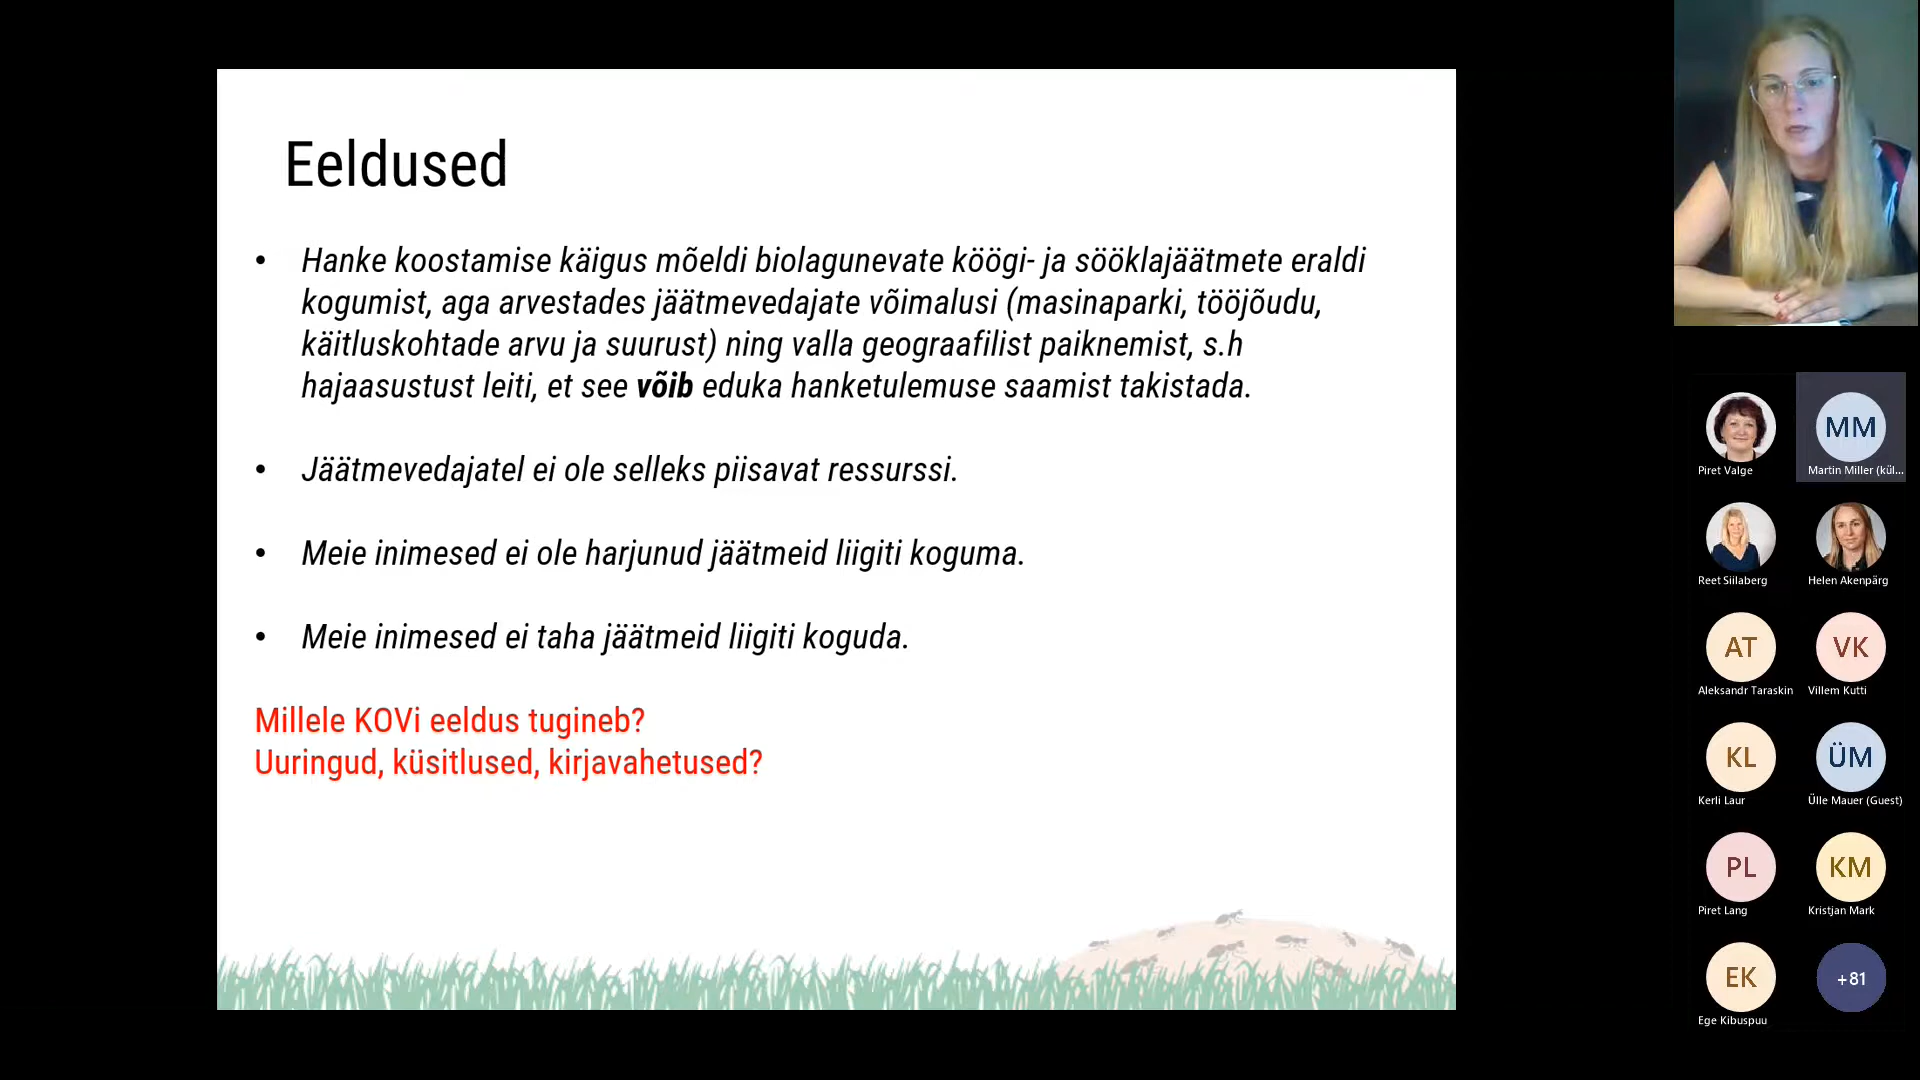 Eeldused
• Hanke koostamise käigus mõeldi biolagunevate köögi- ja sööklajäätmete eraldi
kogumist, aga arvestades jäätmevedajate võimalusi (masinaparki, tööjõudu,
käitluskohtade arvu ja suurust) ning valla geograafilist paiknemist, s.h
hajaasustust leiti, et see võib eduka hanketulemuse saamist takistada.
• Jäätmevedajatel ei ole selleks piisavat ressurssi.
• Meie inimesed ei ole harjunud jäätmeid liigiti koguma.
• Meie inimesed ei taha jäätmeid liigiti koguda.
Millele KOVi eeldus tugineb?
Uuringud, küsitlused, kirjavahetused?
Piret Valge
MM
Martin Miller (kül...
Reet Siilaberg
Helen Akenpärg
AT
Aleksandr Taraskin
VK
Villem Kutti
KL
Kerli Laur
ÜM
Ülle Mauer (Guest)
PL
Piret Lang
KM
Kristjan Mark
EK
Ege Kibuspuu
+81